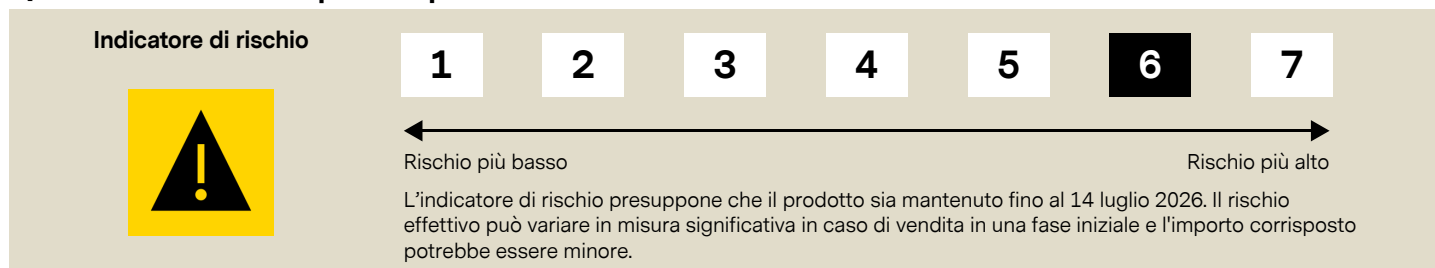 Indicatore di rischio
1 2 3 4 5 6 7
Rischio più basso
Rischio più alto
L'indicatore di rischio presuppone che il prodotto sia mantenuto fino al 14 luglio 2026. Il rischio
effettivo può variare in misura significativa in caso di vendita in una fase iniziale e l'importo corrisposto
potrebbe essere minore.